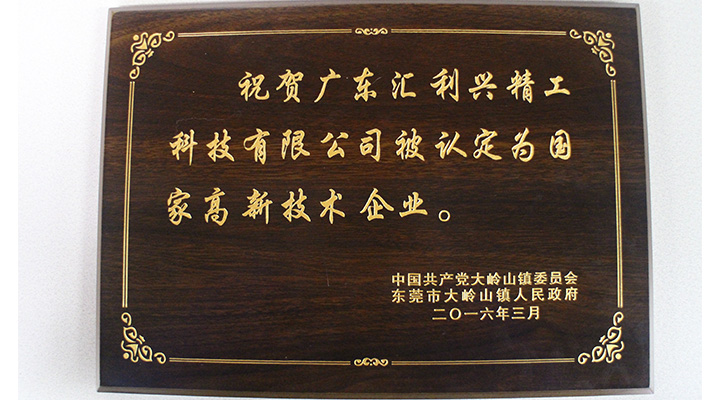 祝贺广东汇利兴精工
科技有限公司被认定为国
家高新技术企业。
中国共产党大岭山镇委员会
东莞市大岭山镇人民政府
二〇一六年三月